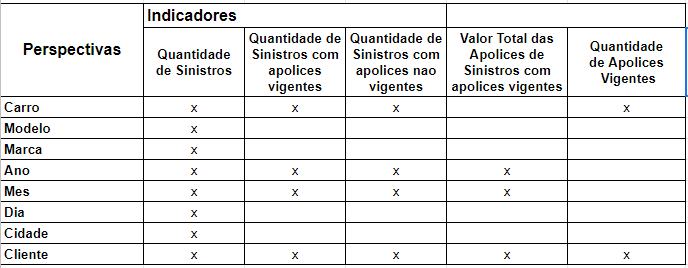 Indicadores
Perspectivas
Quantidade
de Sinistros
Quantidade de
Sinistros com
apolices
vigentes
Quantidade de
Sinistros com
apolices nao
vigentes
Valor Total das
Apolices de
Sinistros com
apolices vigentes
Quantidade
de Apolices
Vigentes
Carro x x x x
Modelo x
Marca x
Ano x x x x
Mes x x x x
Dia x
Cidade x
Cliente x x x x x